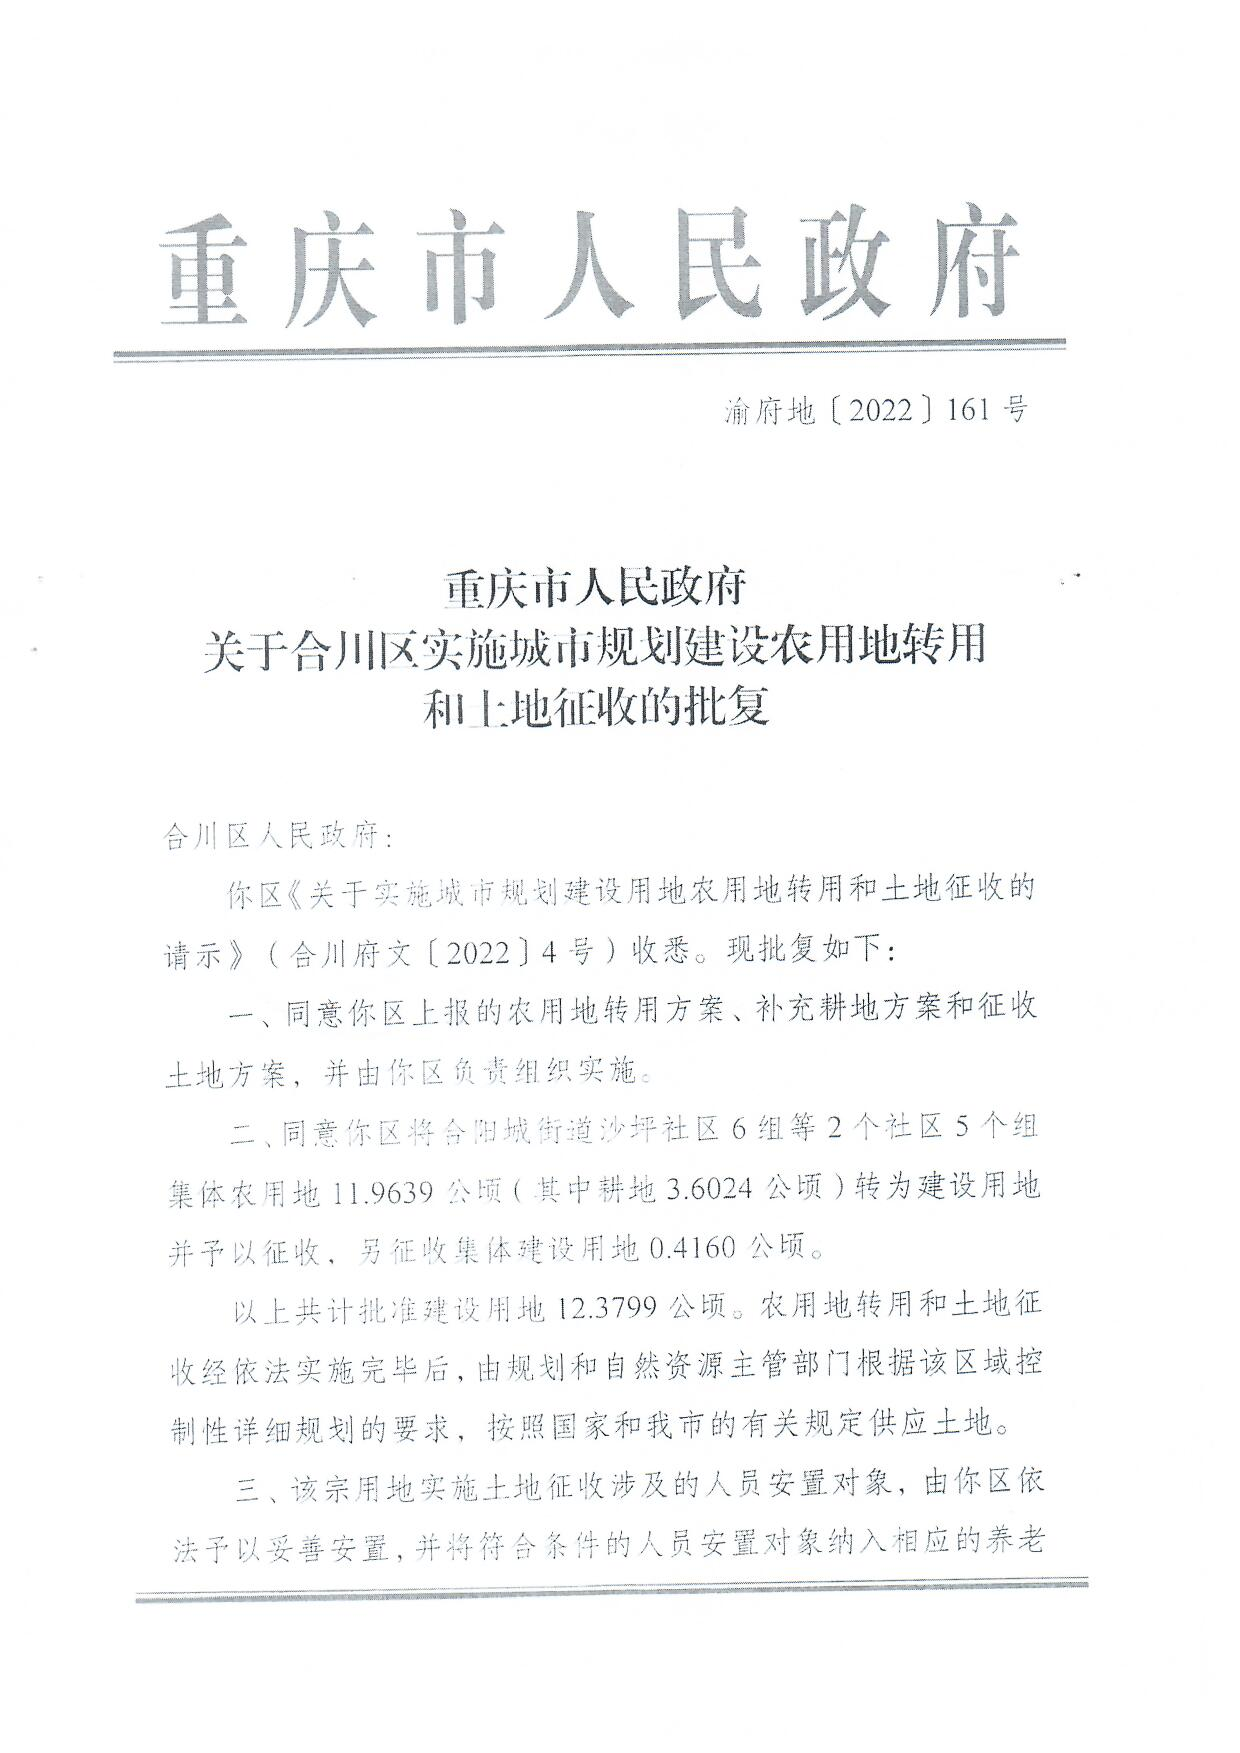 重庆市人民政府
渝府地〔2022〕161号
重庆市人民政府
关于合川区实施城市规划建设农用地转用
和土地征收的批复
合川区人民政府：
你区《关于实施城市规划建设用地农用地转用和土地征收的
请示》（合川府文〔2022〕4号）收悉。现批复如下：
一、同意你区上报的农用地转用方案、补充耕地方案和征收
土地方案，并由你区负责组织实施。
二、同意你区将合阳城街道沙坪社区6组等2个社区5个组
集体农用地11.9639公顷（其中耕地3.6024公顷）转为建设用地
并予以征收，另征收集体建设用地0.4160公顷。
以上共计批准建设用地12.3799公顷。农用地转用和土地征
收经依法实施完毕后，由规划和自然资源主管部门根据该区域控
制性详细规划的要求，按照国家和我市的有关规定供应土地。
三、该宗用地实施土地征收涉及的人员安置对象，由你区依
法予以妥善安置，并将符合条件的人员安置对象纳入相应的养老